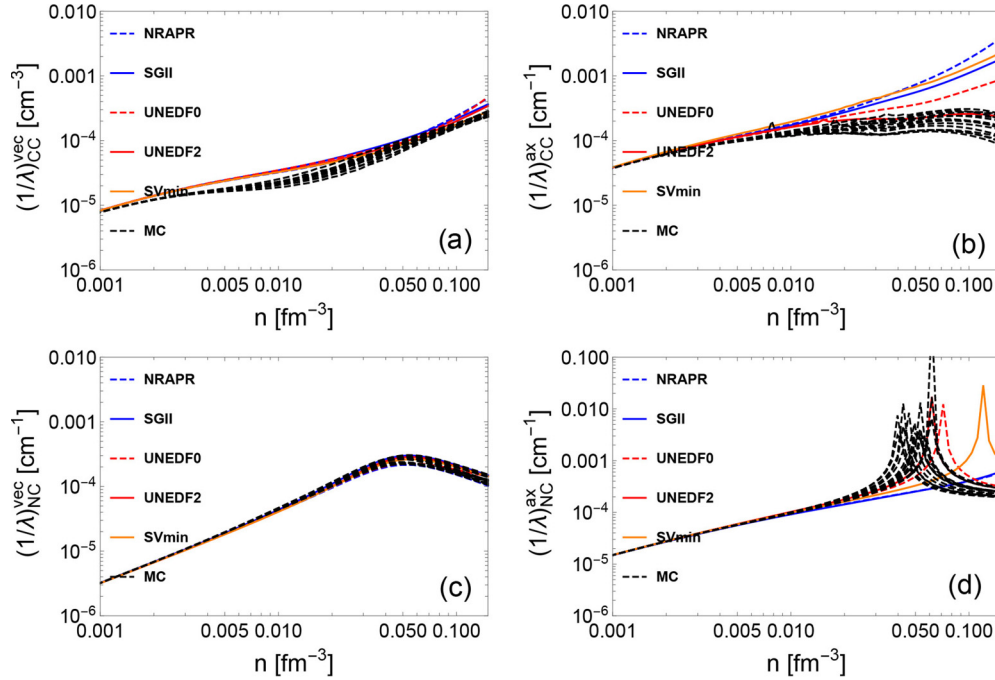 0.010
0.001
10⁻⁴
10⁻⁵
10⁻⁶
(1/λ)CCvec [cm⁻³]
NRAPR
SGII
UNEDF0
UNEDF2
SVmin
MC
(a)
0.001
0.005
0.010
0.050
0.100
n [fm⁻³]
0.010
0.001
10⁻⁴
10⁻⁵
10⁻⁶
(1/λ)CCax [cm⁻¹]
NRAPR
SGII
UNEDF0
UNEDF2
SVmin
MC
(b)
0.001
0.005
0.010
0.050
0.100
n [fm⁻³]
0.010
0.001
10⁻⁴
10⁻⁵
10⁻⁶
(1/λ)NCvec [cm⁻¹]
NRAPR
SGII
UNEDF0
UNEDF2
SVmin
MC
(c)
0.001
0.005
0.010
0.050
0.100
n [fm⁻³]
0.100
0.010
0.001
10⁻⁴
10⁻⁵
10⁻⁶
(1/λ)NCax [cm⁻¹]
NRAPR
SGII
UNEDF0
UNEDF2
SVmin
MC
(d)
0.001
0.005
0.010
0.050
0.100
n [fm⁻³]